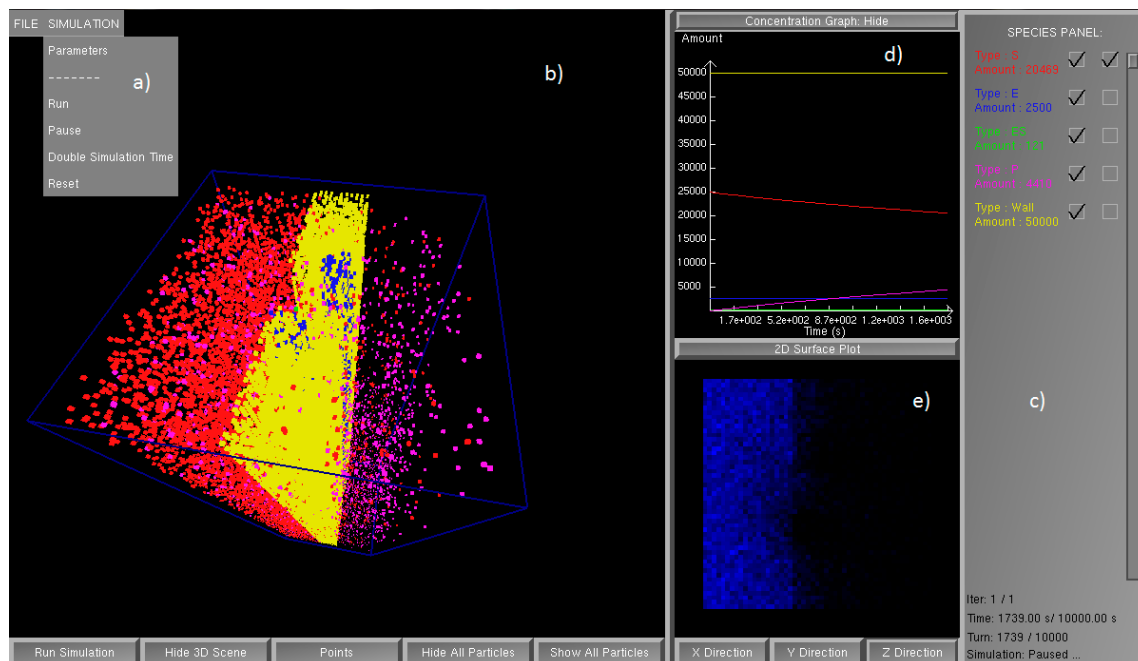 FILE SIMULATION
Parameters
-------
Run
Pause
Double Simulation Time
Reset
a)
b)
Concentration Graph: Hide
Amount
d)
50000
45000
40000
35000
30000
25000
20000
15000
10000
5000
1.7e+002 5.2e+002 8.7e+002 1.2e+003 1.6e+003
Time (s)
2D Surface Plot
e)
SPECIES PANEL:
Type : S
Amount : 20469
Type : E
Amount : 2500
Type : ES
Amount :
Type :
Amount :
Type : Wall
Amount : 50000
c)
Iter: 1 / 1
Time: 1739.00 s/ 10000.00 s
Turn: 1739 / 10000
Simulation: Paused ...
Run Simulation
Hide 3D Scene
Points
Hide All Particles
Show All Particles
X Direction
Y Direction
Z Direction